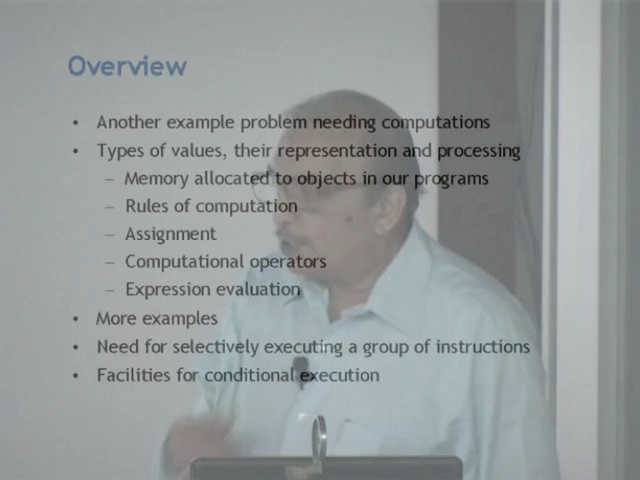 Overview
• Another example problem needing computations
• Types of values, their representation and processing
– Memory allocated to objects in our programs
– Rules of computation
– Assignment
– Computational operators
– Expression evaluation
• More examples
• Need for selectively executing a group of instructions
• Facilities for conditional execution